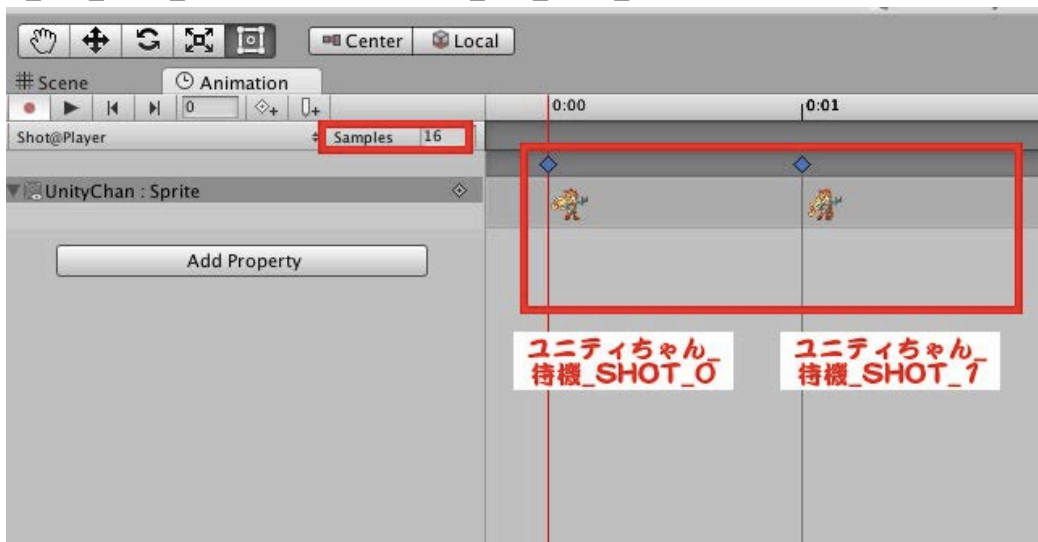 Center
Local
Scene
Animation
0
0:00
0:01
Shot@Player
Samples
16
UnityChan : Sprite
Add Property
ユニティちゃん_
待機_SHOT_0
ユニティちゃん_
待機_SHOT_1